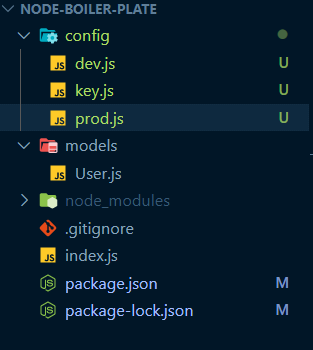 NODE-BOILER-PLATE
config
JS dev.js U
JS key.js U
JS prod.js U
models
JS User.js
node_modules
.gitignore
JS index.js
package.json M
package-lock.json M